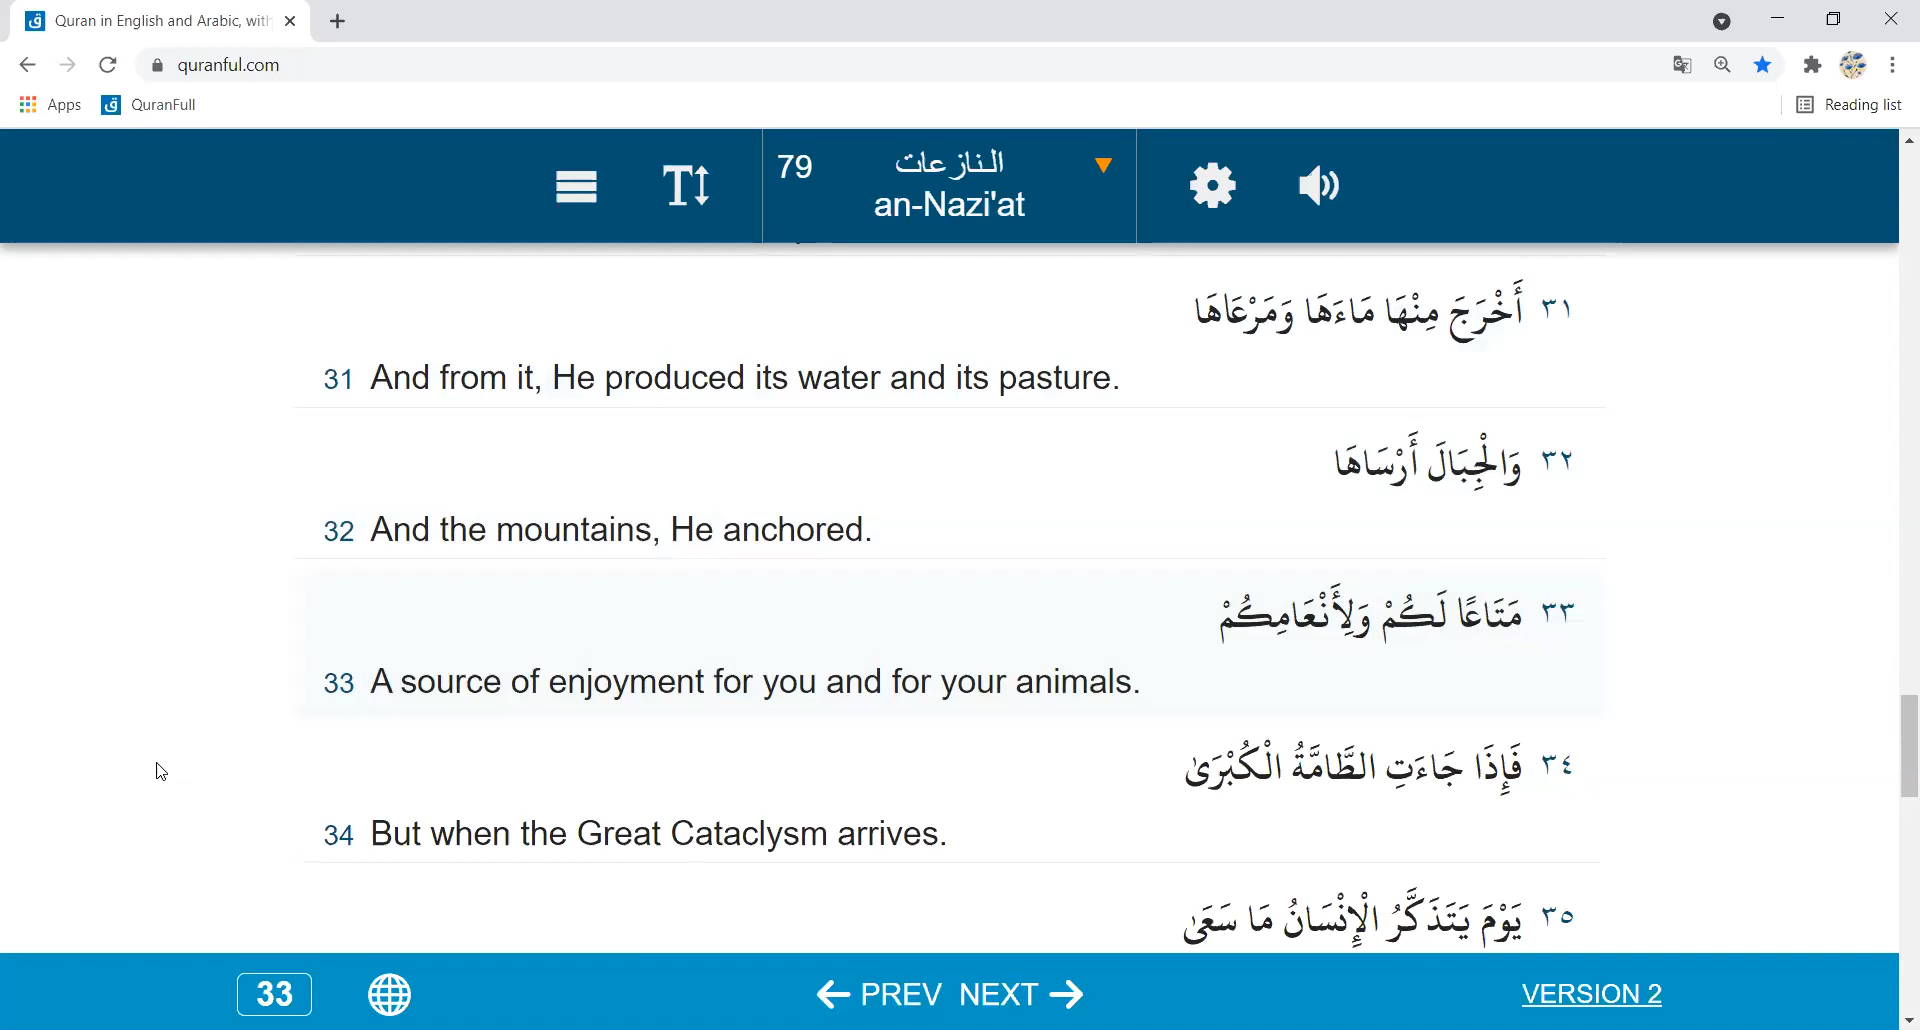 Quran in English and Arabic, with
quranful.com
Apps QuranFull Reading list
79 النازعات
an-Nazi'at
٣١ أَخْرَجَ مِنْهَا مَاءَهَا وَمَرْعَاهَا
31 And from it, He produced its water and its pasture.
٣٢ وَالْجِبَالَ أَرْسَاهَا
32 And the mountains, He anchored.
٣٣ مَتَاعًا لَكُمْ وَلِأَنْعَامِكُمْ
33 A source of enjoyment for you and for your animals.
٣٤ فَإِذَا جَاءَتِ الطَّامَّةُ الْكُبْرَىٰ
34 But when the Great Cataclysm arrives.
٣٥ يَوْمَ يَتَذَكَّرُ الْإِنْسَانُ مَا سَعَىٰ
33 PREV NEXT VERSION 2